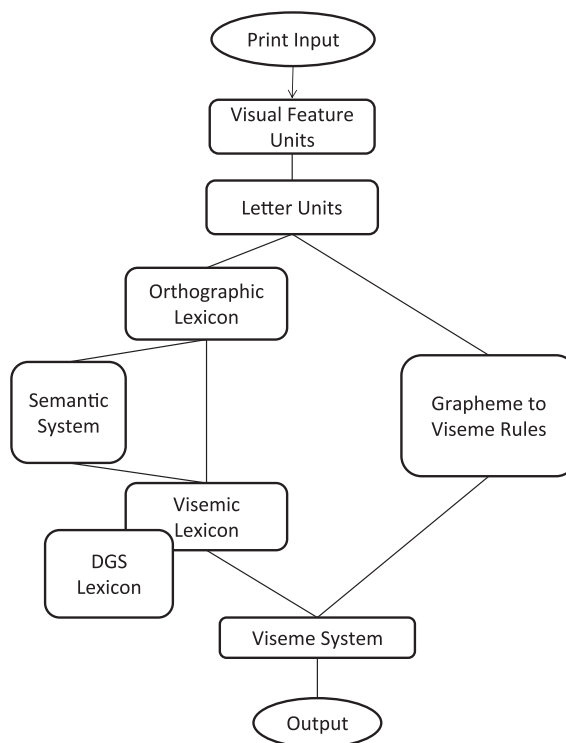 Print Input
Visual Feature
Units
Letter Units
Orthographic
Lexicon
Semantic
System
Grapheme to
Viseme Rules
Visemic
Lexicon
DGS
Lexicon
Viseme System
Output